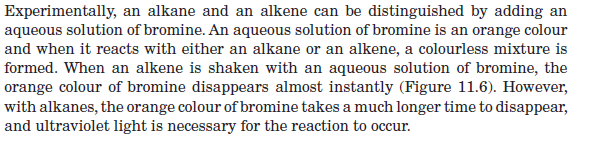 Experimentally, an alkane and an alkene can be distinguished by adding an
aqueous solution of bromine. An aqueous solution of bromine is an orange colour
and when it reacts with either an alkane or an alkene, a colourless mixture is
formed. When an alkene is shaken with an aqueous solution of bromine, the
orange colour of bromine disappears almost instantly (Figure 11.6). However,
with alkanes, the orange colour of bromine takes a much longer time to disappear,
and ultraviolet light is necessary for the reaction to occur.